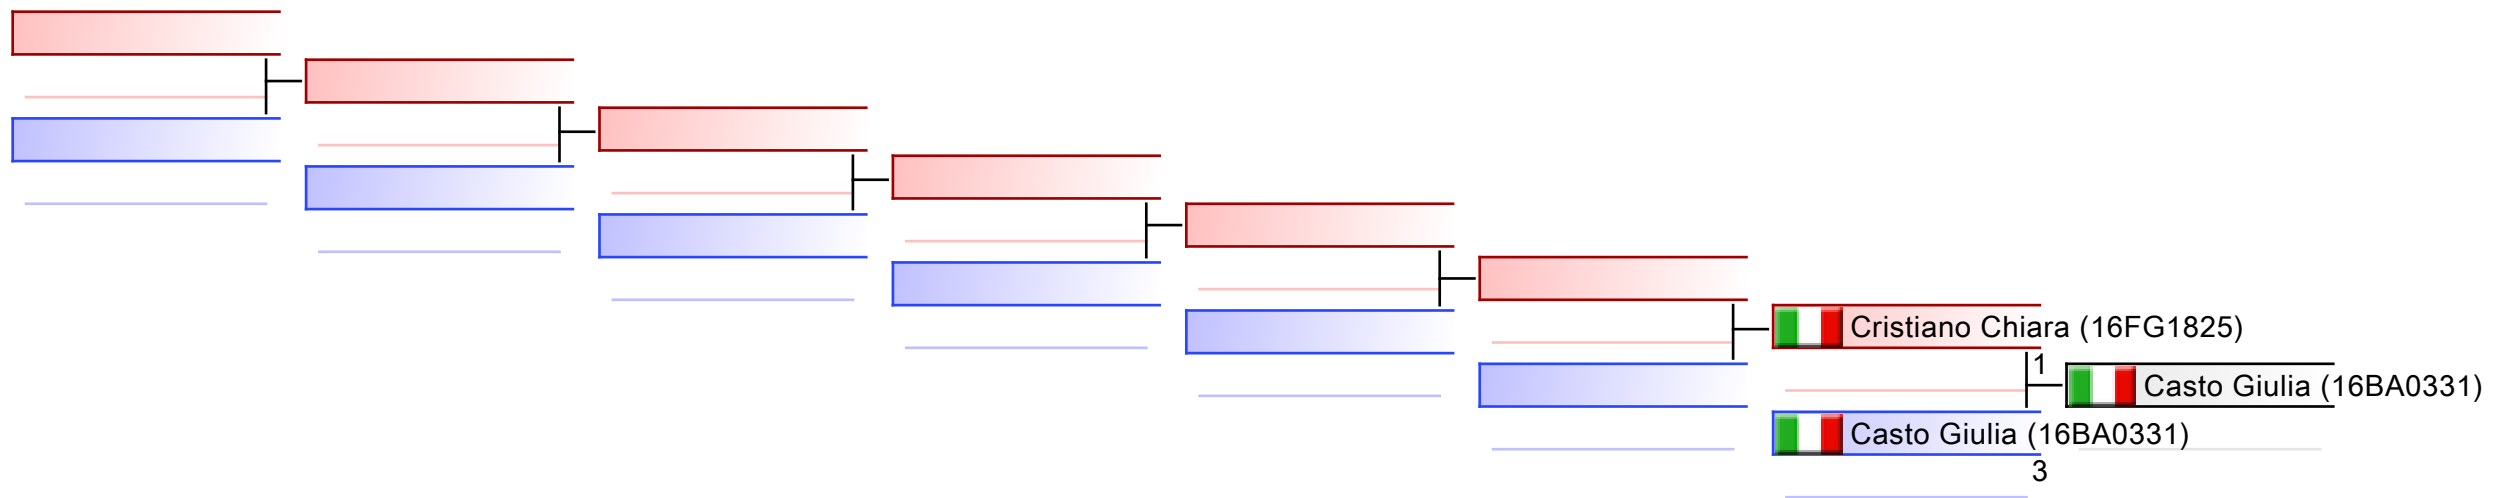 Cristiano Chiara (16FG1825)
1
Casto Giulia (16BA0331)
Casto Giulia (16BA0331)
3